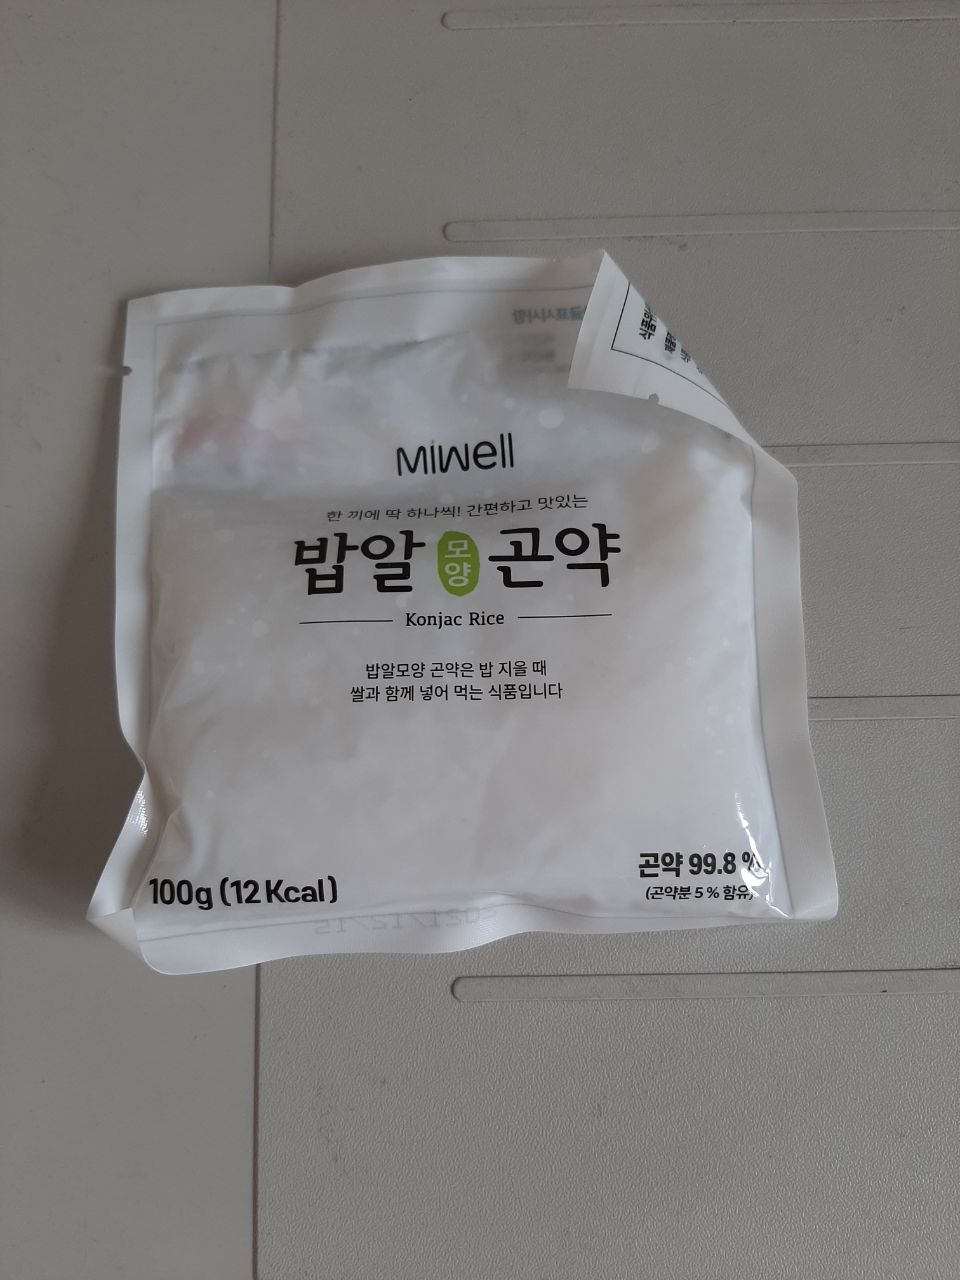 Miwell
한 끼에 딱 하나씩! 간편하고 맛있는
밥알 모양 곤약
Konjac Rice
밥알모양 곤약은 밥 지을 때
쌀과 함께 넣어 먹는 식품입니다
100g (12 Kcal)
곤약 99.8 %
(곤약분 5 % 함유)
2021/12/15